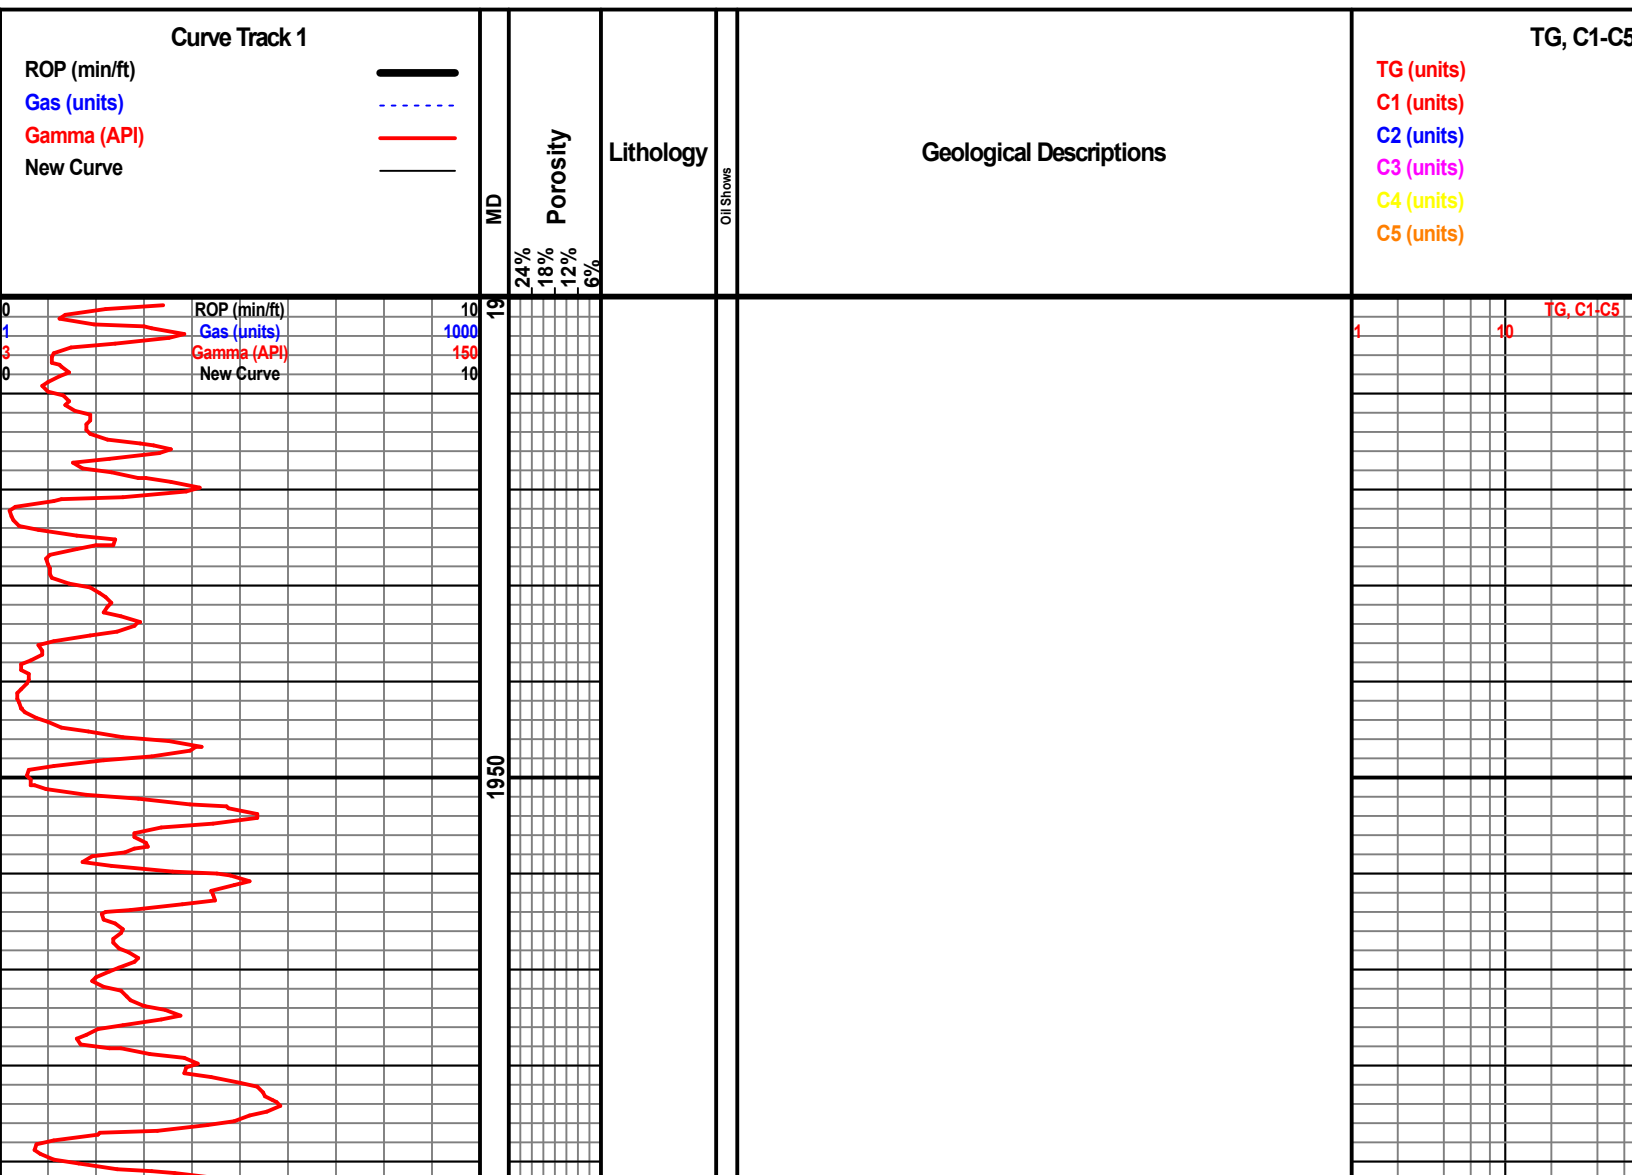 Curve Track 1
ROP (min/ft)
Gas (units)
Gamma (API)
New Curve
MD
Porosity
24%
18%
12%
6%
Lithology
Oil Shows
Geological Descriptions
TG, C1-C5
TG (units)
C1 (units)
C2 (units)
C3 (units)
C4 (units)
C5 (units)
0 ROP (min/ft) 10
1 Gas (units) 1000
3 Gamma (API) 150
0 New Curve 10
19
1950
TG, C1-C5
1 10